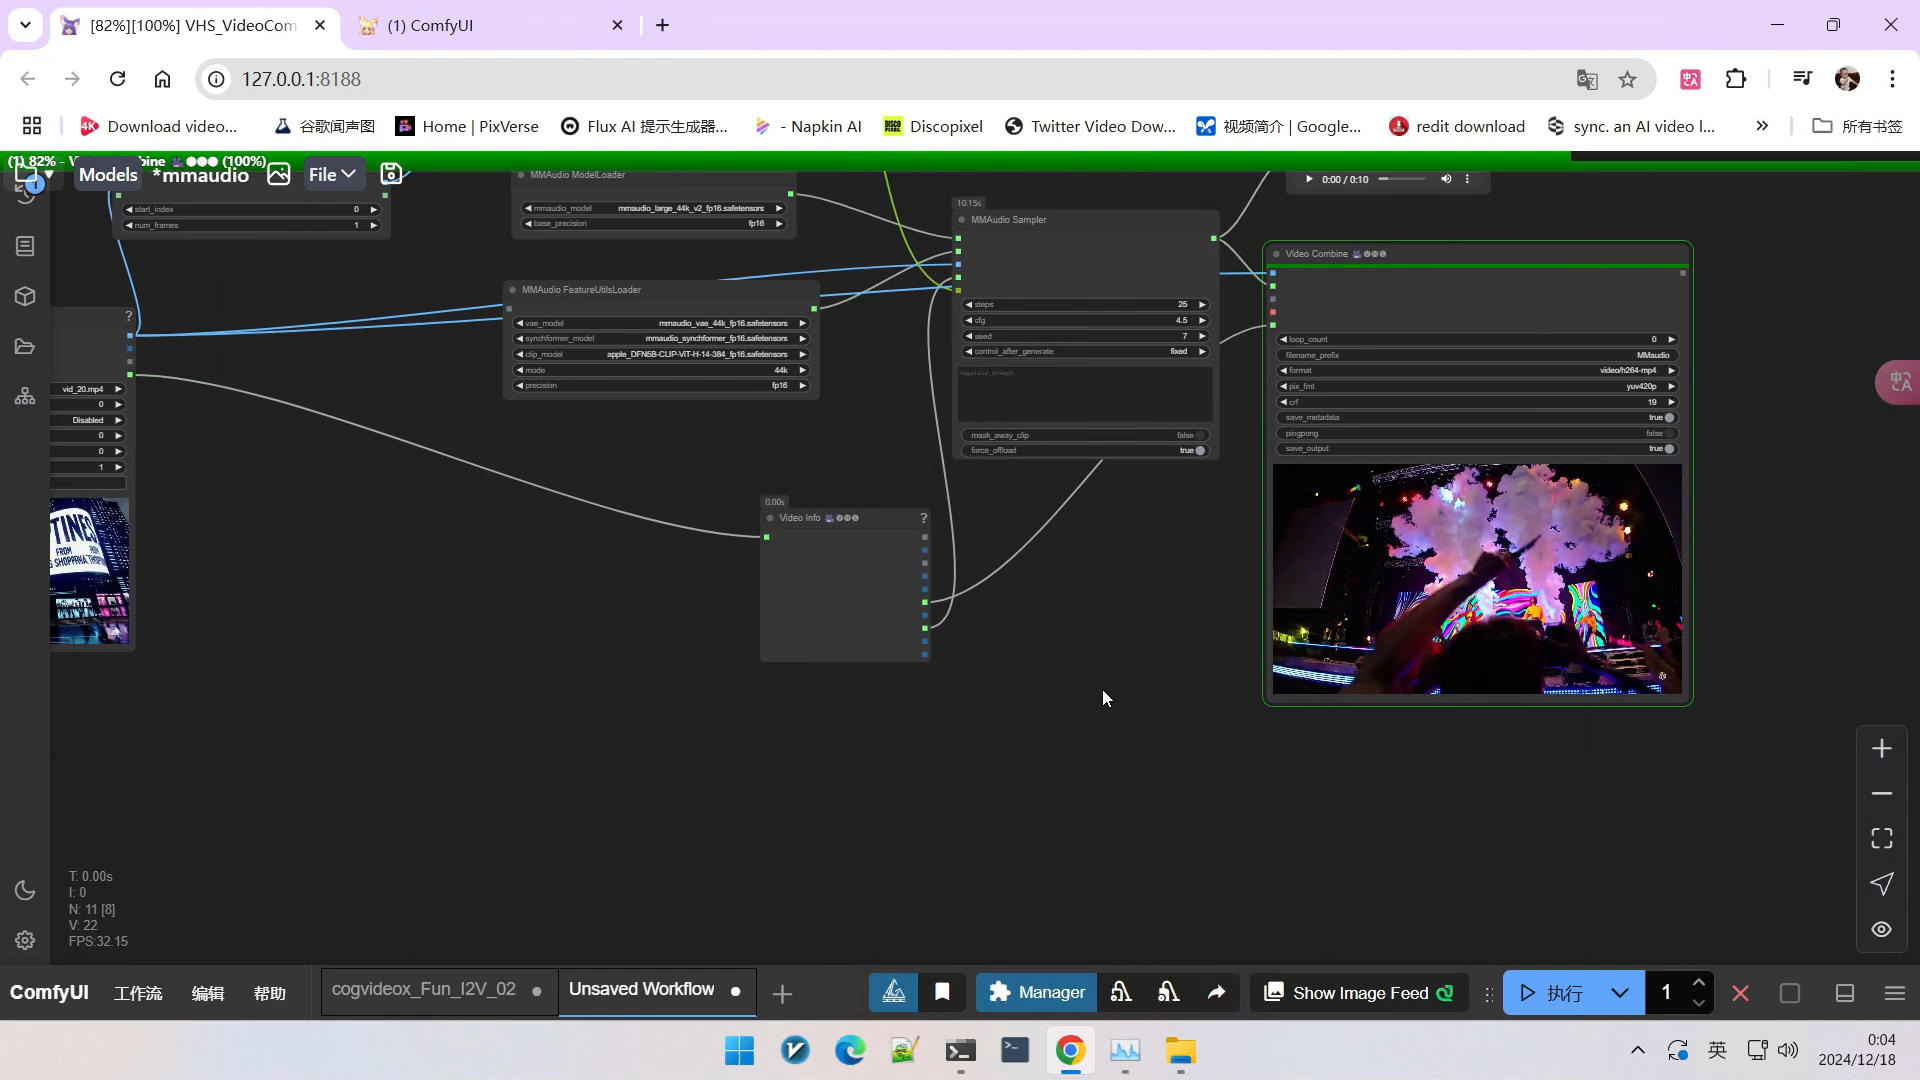 [82%][100%] VHS_VideoCom
(1) ComfyUI
127.0.0.1:8188
Download video...
谷歌闻声图
Home | PixVerse
Flux AI 提示生成器...
- Napkin AI
Discopixel
Twitter Video Dow...
视频简介 | Google...
redit download
sync. an AI video l...
所有书签
(1) 82% - V
bine
(100%)
1
Models
*mmaudio
File
start_index 0
num_frames 1
MMAudio ModelLoader
mmaudio_model mmaudio_large_44k_v2_fp16.safetensors
base_precision fp16
0:00 / 0:10
10.15s
MMAudio Sampler
steps 25
cfg 4.5
seed 7
control_after_generate fixed
negative_prompt
mask_away_clip false
force_offload true
MMAudio FeatureUtilsLoader
vae_model mmaudio_vae_44k_fp16.safetensors
synchformer_model mmaudio_synchformer_fp16.safetensors
clip_model apple_DFN5B-CLIP-ViT-H-14-384_fp16.safetensors
mode 44k
precision fp16
Video Combine
loop_count 0
filename_prefix MMaudio
format video/h264-mp4
pix_fmt yuv420p
crf 19
save_metadata true
pingpong false
save_output true
?
vid_20.mp4
0
Disabled
0
0
1
TINES
FROM
0.00s
Video Info
?
T: 0.00s
I: 0
N: 11 [8]
V: 22
FPS:32.15
ComfyUI
工作流
编辑
帮助
cogvideox_Fun_I2V_02
Unsaved Workflow
Manager
Show Image Feed
执行
1
英
0:04
2024/12/18